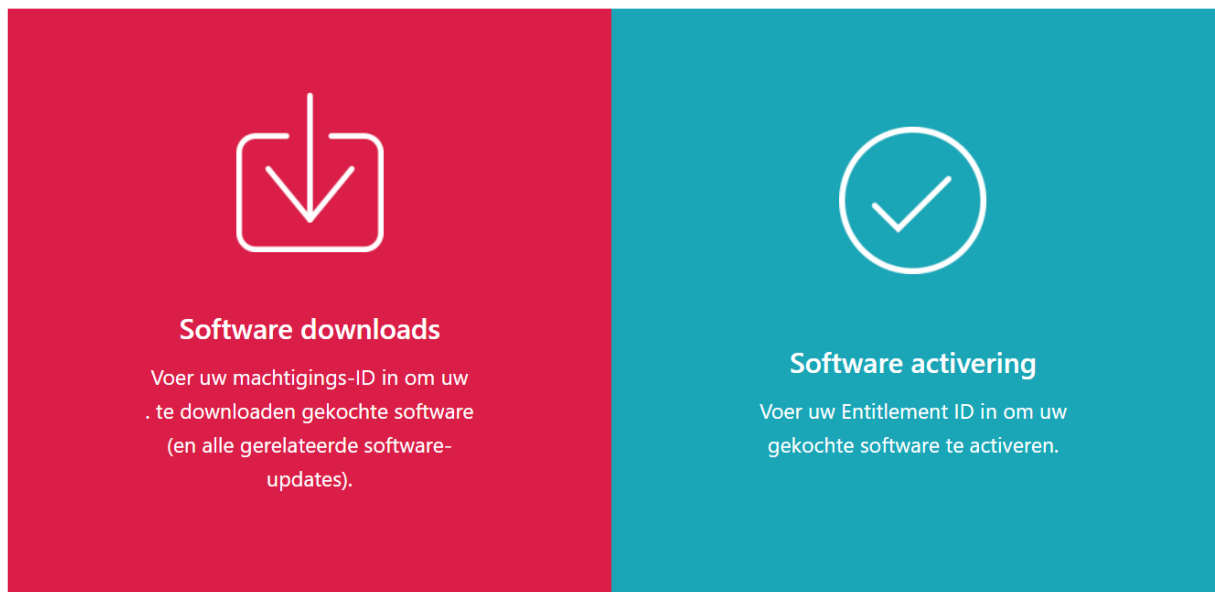 Software downloads
Voer uw machtigings-ID in om uw
. te downloaden gekochte software
(en alle gerelateerde software-
updates).
Software activering
Voer uw Entitlement ID in om uw
gekochte software te activeren.